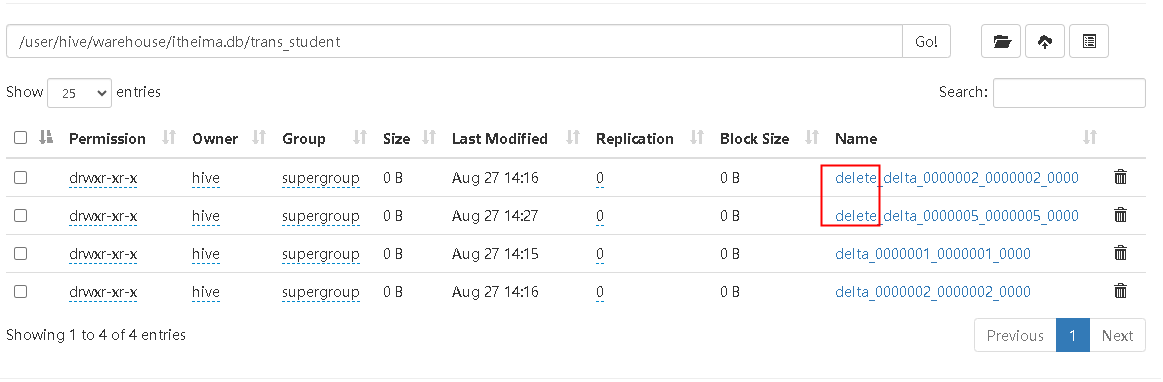 /user/hive/warehouse/itheima.db/trans_student Go!
Show 25 entries Search:
Permission Owner Group Size Last Modified Replication Block Size Name
drwxr-xr-x hive supergroup 0 B Aug 27 14:16 0 0 B delete_delta_0000002_0000002_0000
drwxr-xr-x hive supergroup 0 B Aug 27 14:27 0 0 B delete_delta_0000005_0000005_0000
drwxr-xr-x hive supergroup 0 B Aug 27 14:15 0 0 B delta_0000001_0000001_0000
drwxr-xr-x hive supergroup 0 B Aug 27 14:16 0 0 B delta_0000002_0000002_0000
Showing 1 to 4 of 4 entries Previous 1 Next